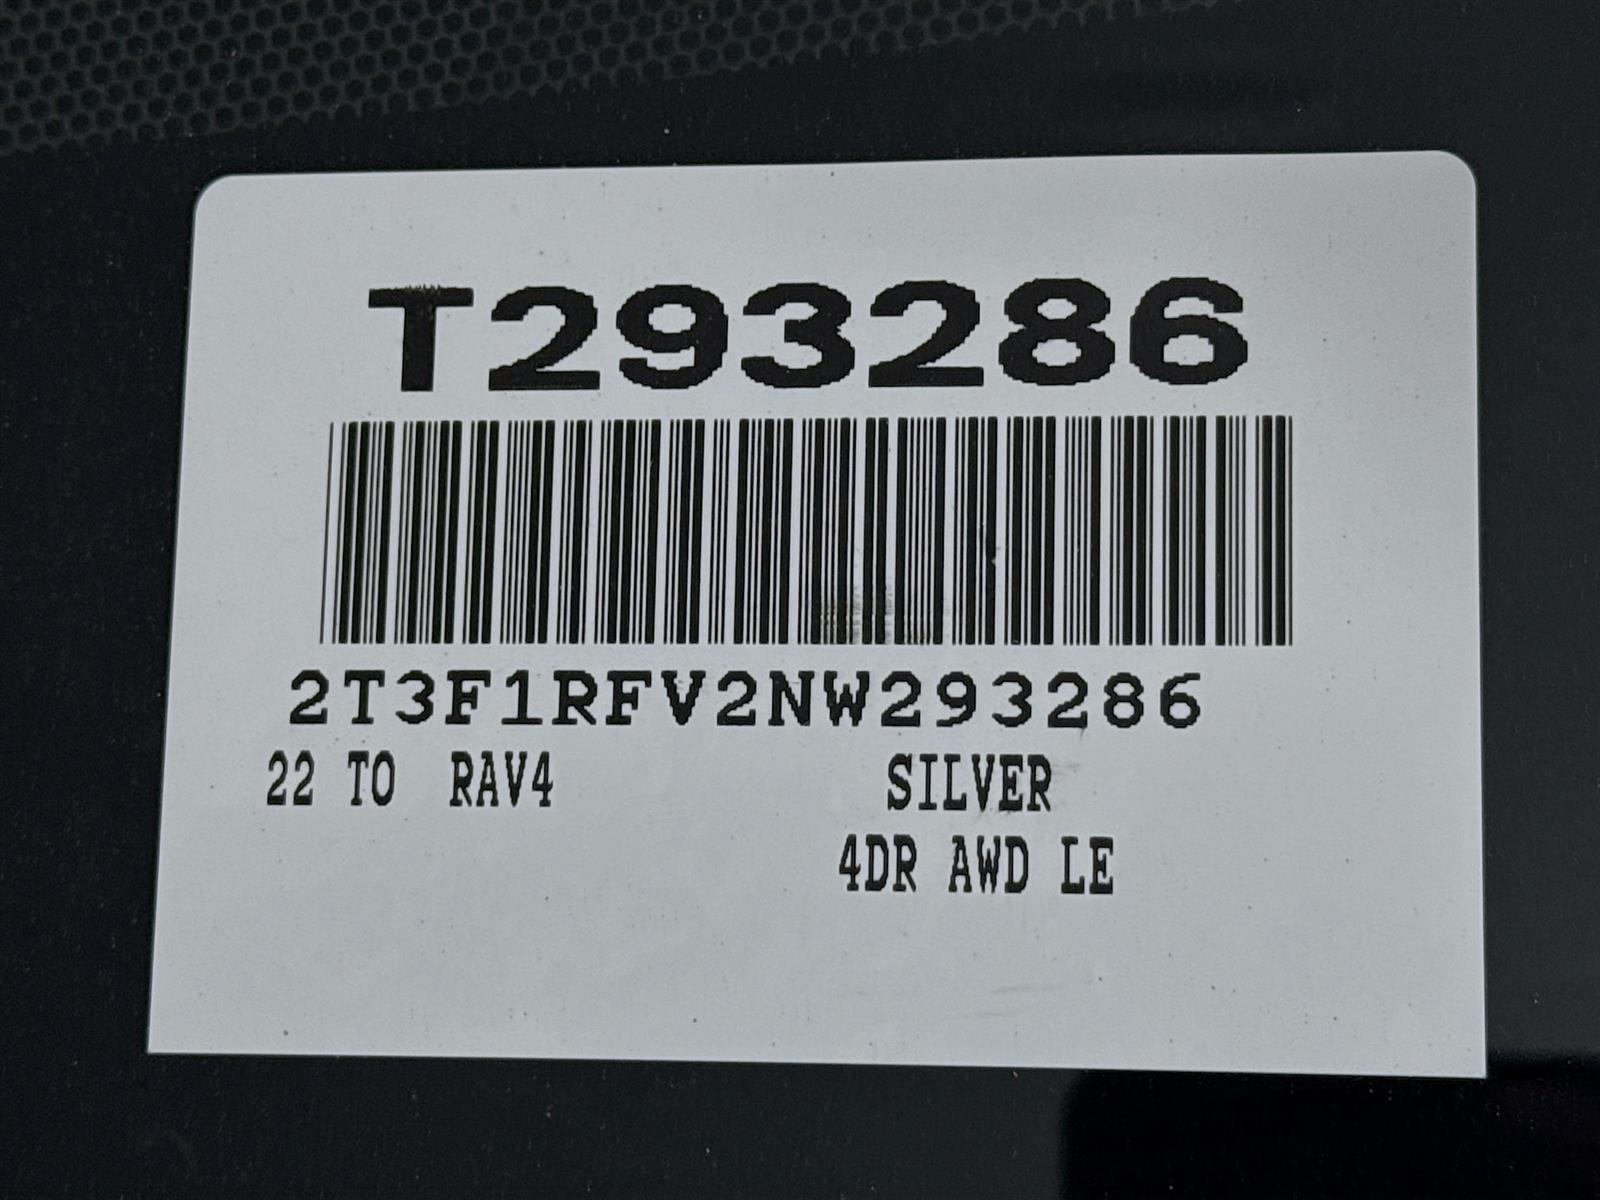 T293286
2T3F1RFV2NW293286
22 TO RAV4 SILVER
4DR AWD LE